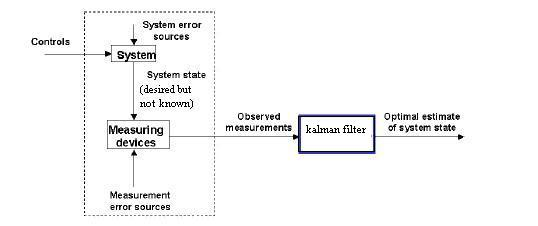 System error
sources
Controls
System
System state
(desired but
not known)
Measuring
devices
Observed
measurements
kalman filter
Optimal estimate
of system state
Measurement
error sources